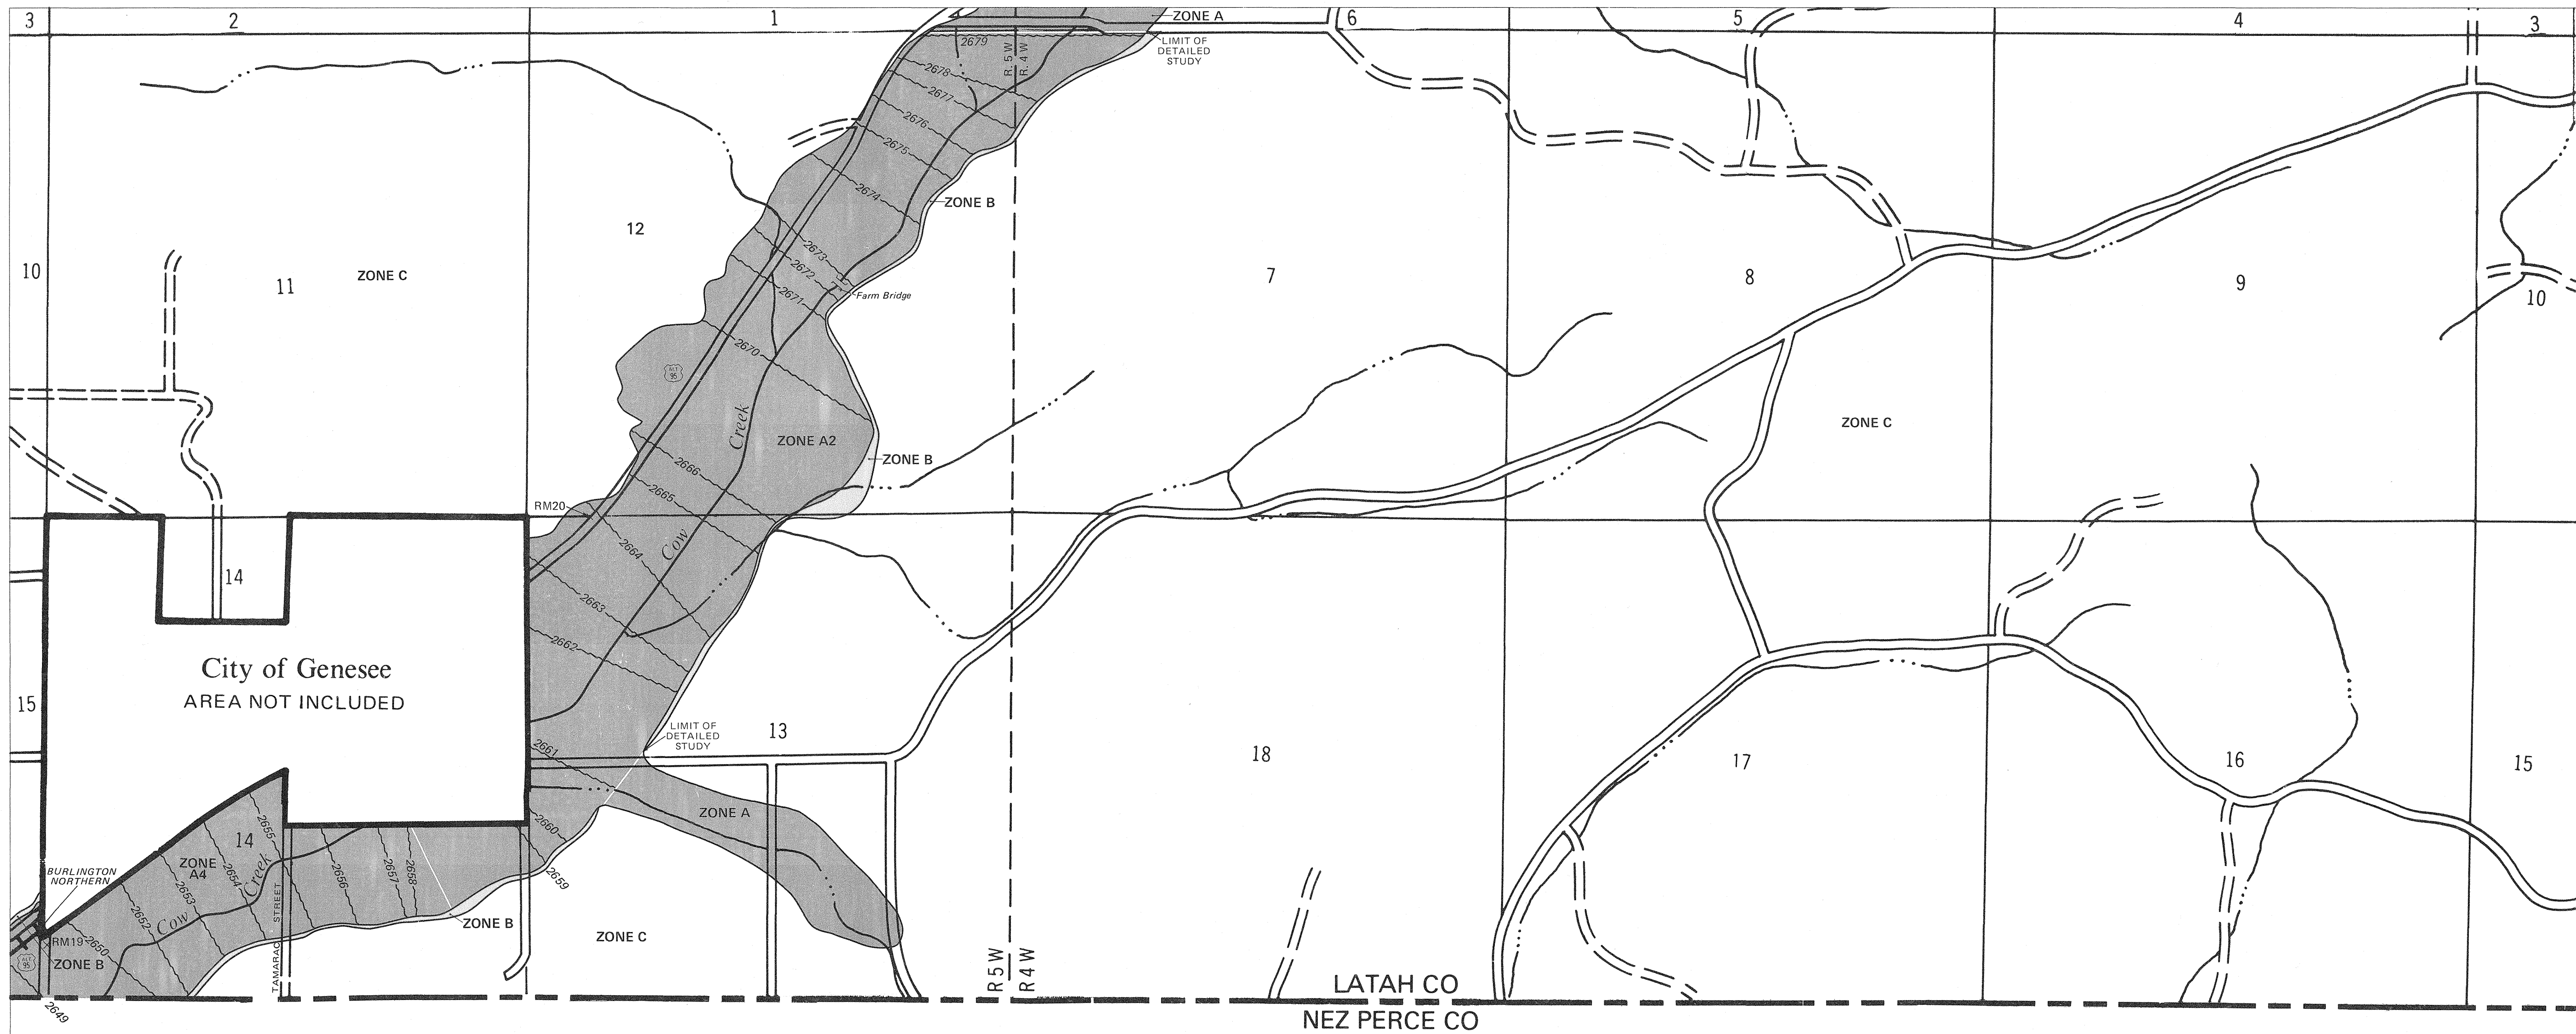 3
2
1
6
5
4
3
ZONE A
LIMIT OF
DETAILED
STUDY
2679
R. 5 W
R. 4 W
2678
2677
2676
2675
2674
ZONE B
12
10
11
ZONE C
2673
2672
2671
Farm Bridge
7
8
9
10
2670
ALT
95
Creek
ZONE A2
ZONE B
ZONE C
2666
2665
RM20
2664
Cow
14
2663
2662
City of Genesee
AREA NOT INCLUDED
15
LIMIT OF
DETAILED
STUDY
13
18
17
16
15
2661
ZONE A
2660
2655
14
ZONE
A4
2654
Creek
2653
2656
2657
2658
2659
BURLINGTON
NORTHERN
2652
Cow
TAMARAC STREET
ZONE B
ZONE C
RM19
2650
ALT
95
ZONE B
2649
R 5 W
R 4 W
LATAH CO
NEZ PERCE CO